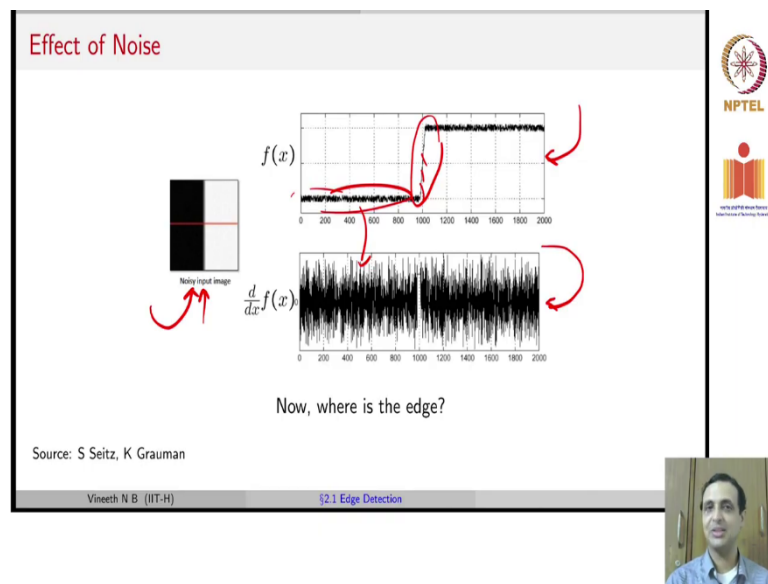 Effect of Noise
NPTEL
f(x)
0 200 400 600 800 1000 1200 1400 1600 1800 2000
Noisy input image
d/dx f(x)
0
0 200 400 600 800 1000 1200 1400 1600 1800 2000
Now, where is the edge?
Source: S Seitz, K Grauman
Vineeth N B (IIT-H) §2.1 Edge Detection